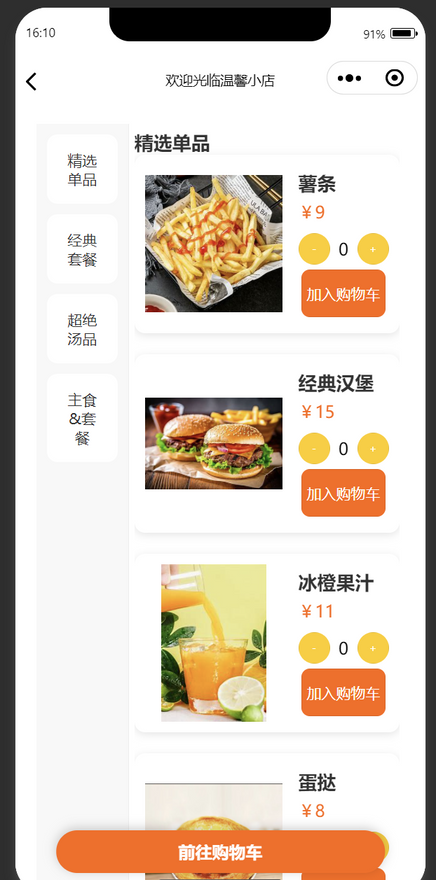 16:10
91%
欢迎光临温馨小店
精选
单品
经典
套餐
超绝
汤品
主食
&套
餐
精选单品
薯条
￥9
- 0 +
加入购物车
经典汉堡
￥15
- 0 +
加入购物车
冰橙果汁
￥11
- 0 +
加入购物车
蛋挞
￥8
前往购物车